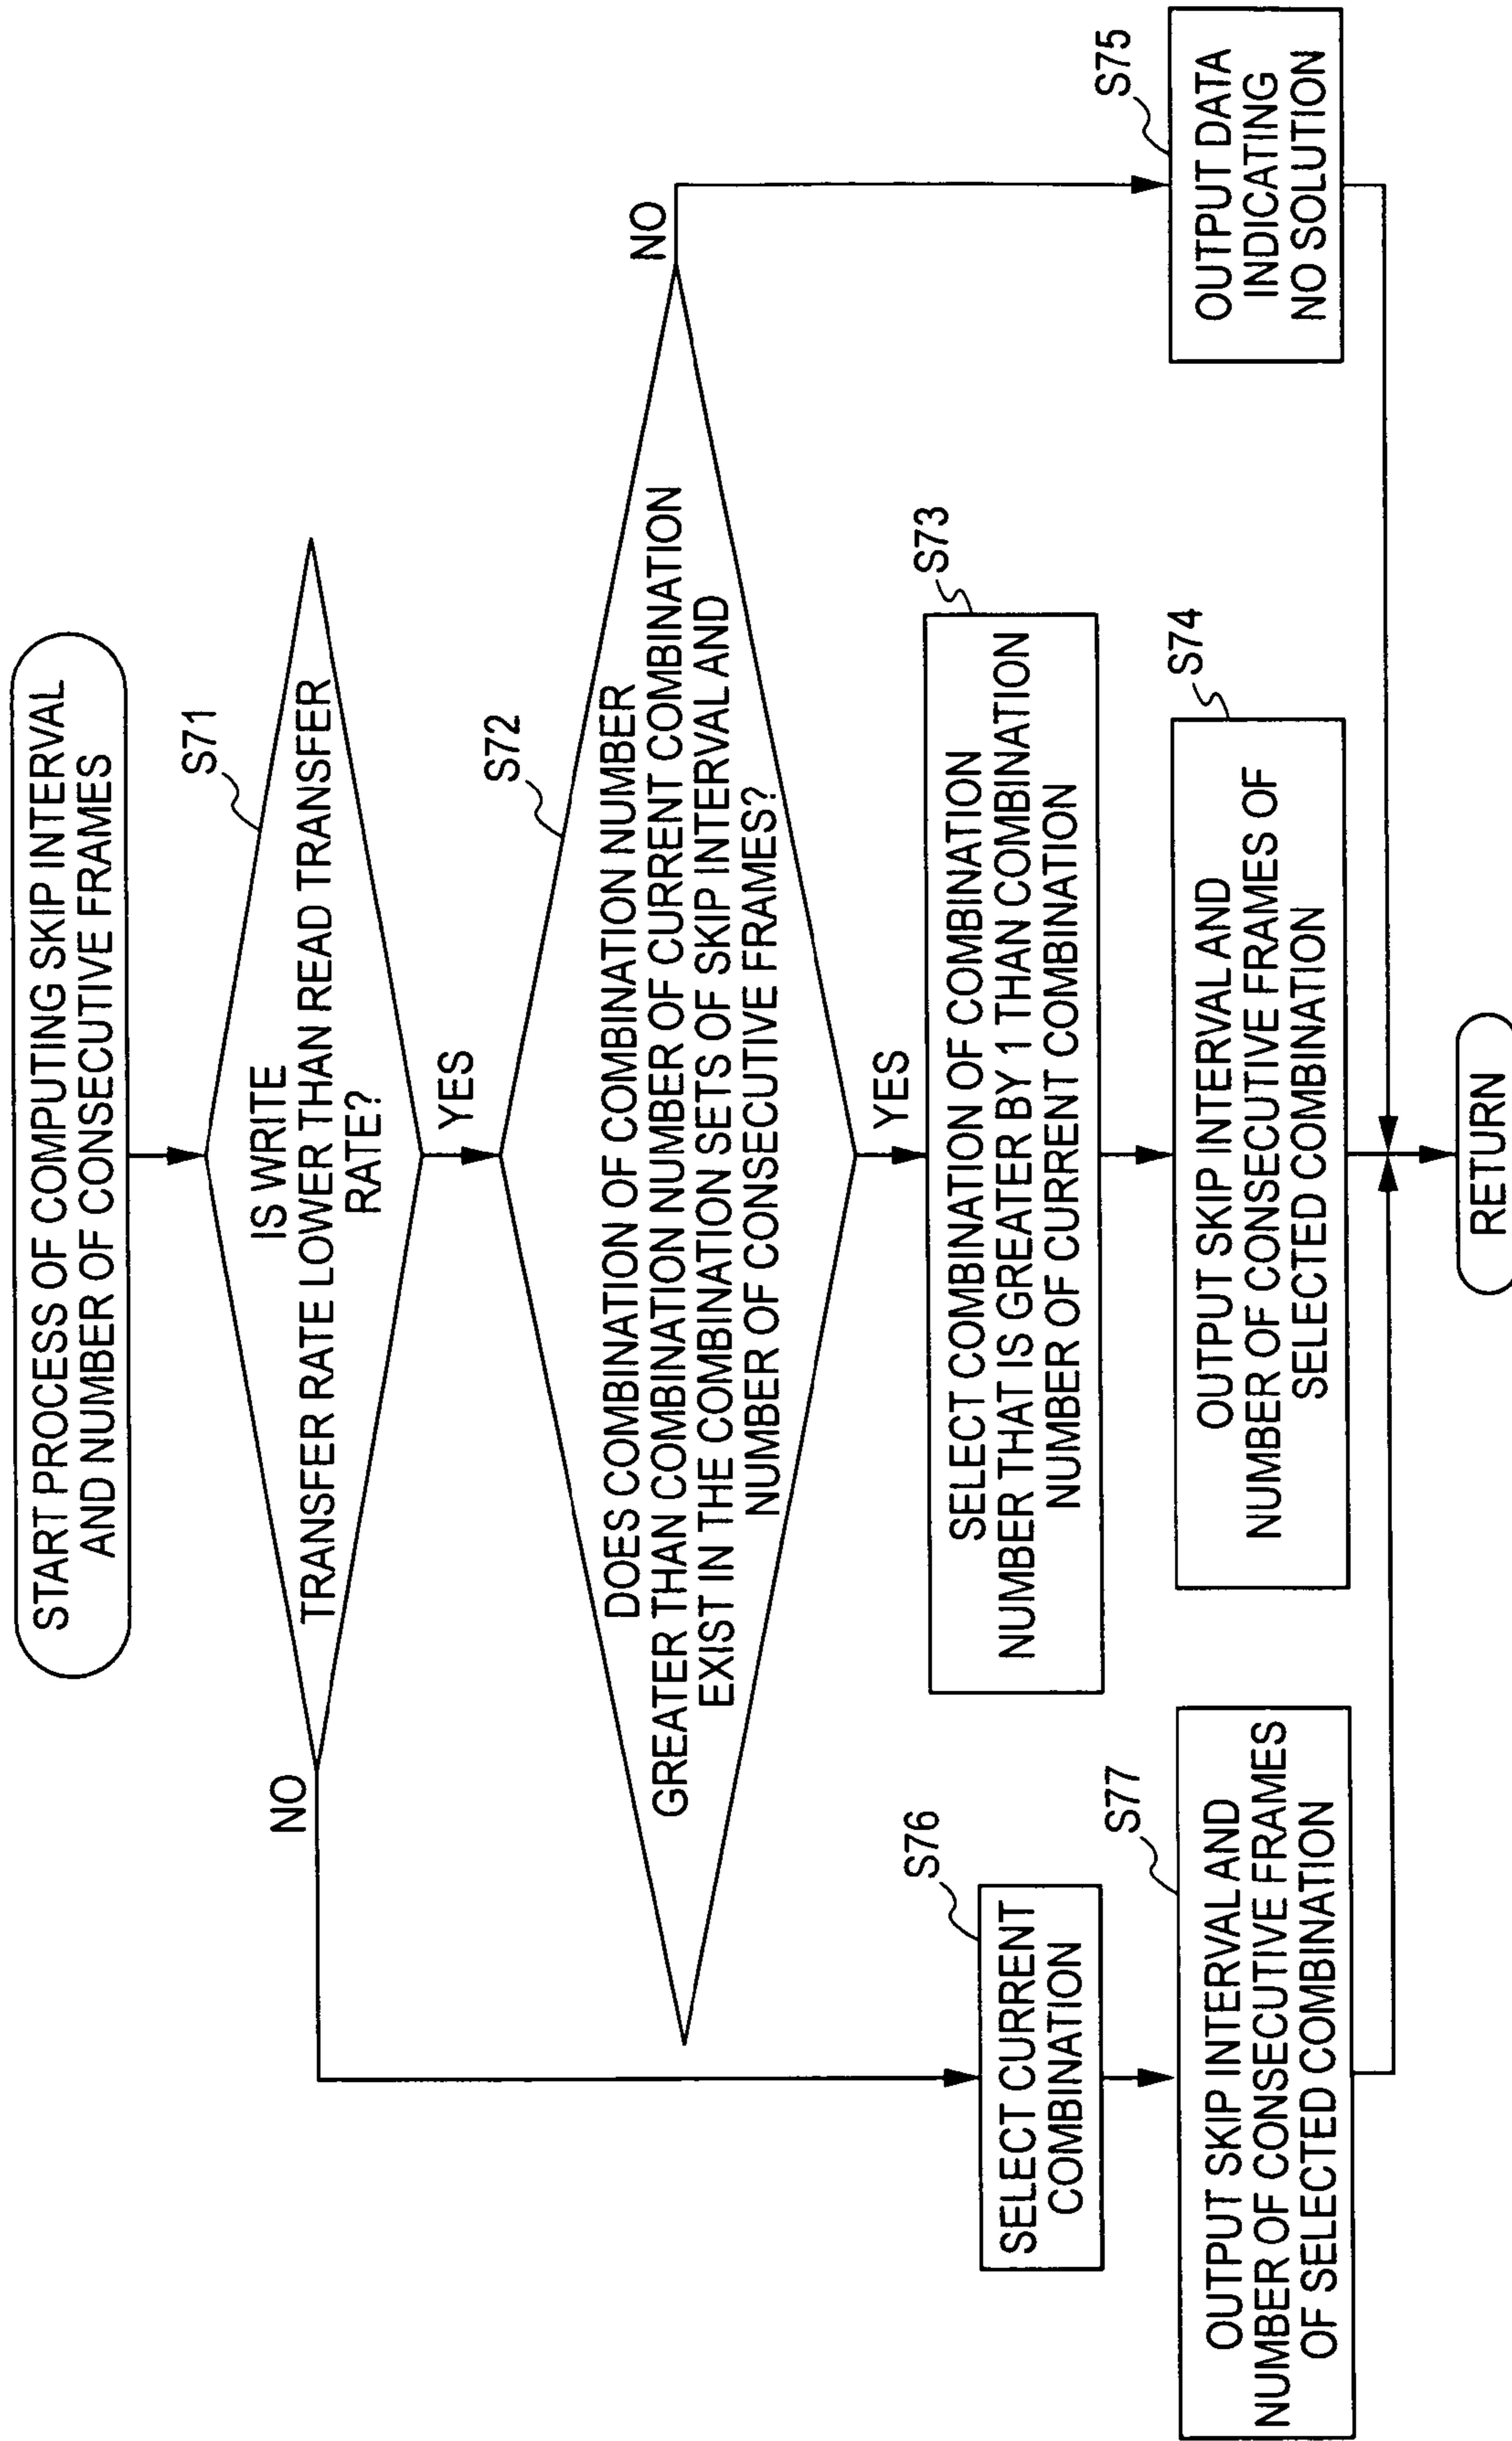 START PROCESS OF COMPUTING SKIP INTERVAL
AND NUMBER OF CONSECUTIVE FRAMES
S71
IS WRITE
TRANSFER RATE LOWER THAN READ TRANSFER
RATE?
NO
YES
S72
DOES COMBINATION OF COMBINATION NUMBER
GREATER THAN COMBINATION NUMBER OF CURRENT COMBINATION
EXIST IN THE COMBINATION SETS OF SKIP INTERVAL AND
NUMBER OF CONSECUTIVE FRAMES?
NO
YES
S76
SELECT CURRENT
COMBINATION
S73
SELECT COMBINATION OF COMBINATION
NUMBER THAT IS GREATER BY 1 THAN COMBINATION
NUMBER OF CURRENT COMBINATION
S77
OUTPUT SKIP INTERVAL AND
NUMBER OF CONSECUTIVE FRAMES
OF SELECTED COMBINATION
S74
OUTPUT SKIP INTERVAL AND
NUMBER OF CONSECUTIVE FRAMES OF
SELECTED COMBINATION
S75
OUTPUT DATA
INDICATING
NO SOLUTION
RETURN